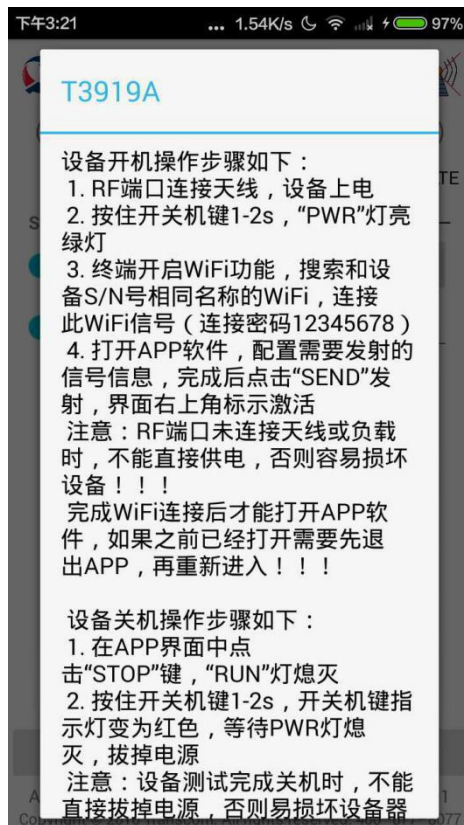 下午3:21 ... 1.54K/s 97%
T3919A
设备开机操作步骤如下：
1. RF端口连接天线，设备上电
2. 按住开关机键1-2s，“PWR”灯亮
绿灯
3. 终端开启WiFi功能，搜索和设
备S/N号相同名称的WiFi，连接
此WiFi信号（连接密码12345678）
4. 打开APP软件，配置需要发射的
信号信息，完成后点击“SEND”发
射，界面右上角标示激活
注意：RF端口未连接天线或负载
时，不能直接供电，否则容易损坏
设备！！！
完成WiFi连接后才能打开APP软
件，如果之前已经打开需要先退
出APP，再重新进入！！！
设备关机操作步骤如下：
1. 在APP界面中点
击“STOP”键，“RUN”灯熄灭
2. 按住开关机键1-2s，开关机键指
示灯变为红色，等待PWR灯熄
灭，拔掉电源
注意：设备测试完成关机时，不能
直接拔掉电源，否则易损坏设备器